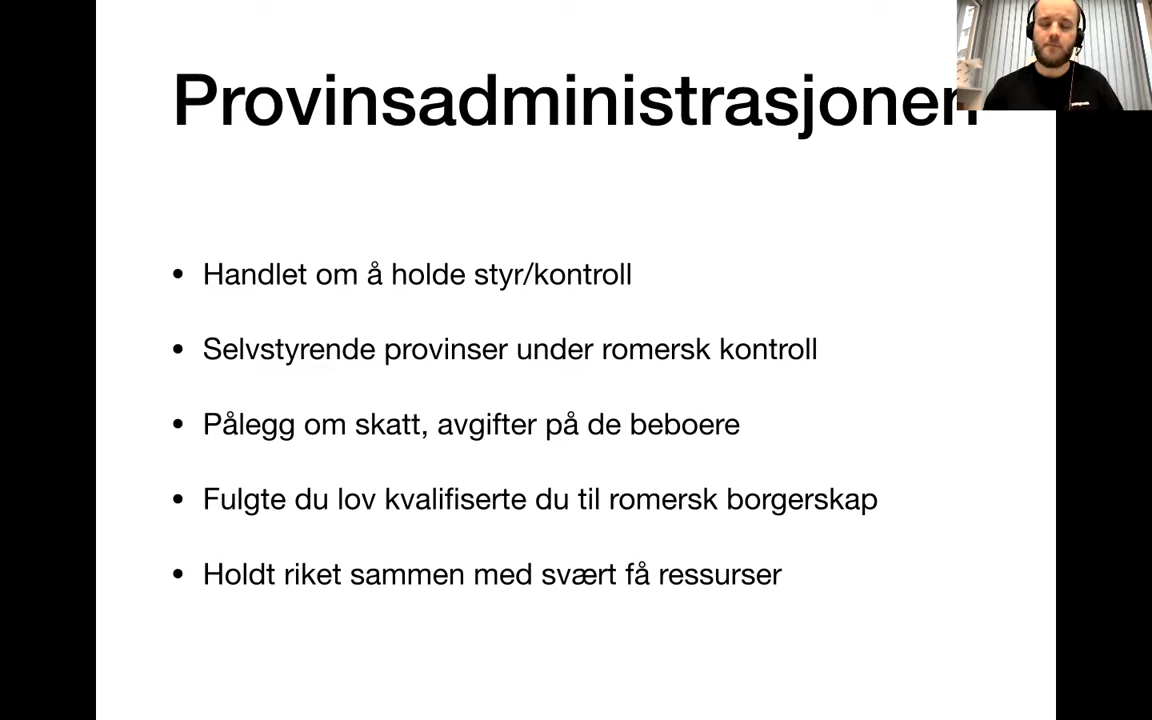 Provinsadministrasjonen
• Handlet om å holde styr/kontroll
• Selvstyrende provinser under romersk kontroll
• Pålegg om skatt, avgifter på de beboere
• Fulgte du lov kvalifiserte du til romersk borgerskap
• Holdt riket sammen med svært få ressurser